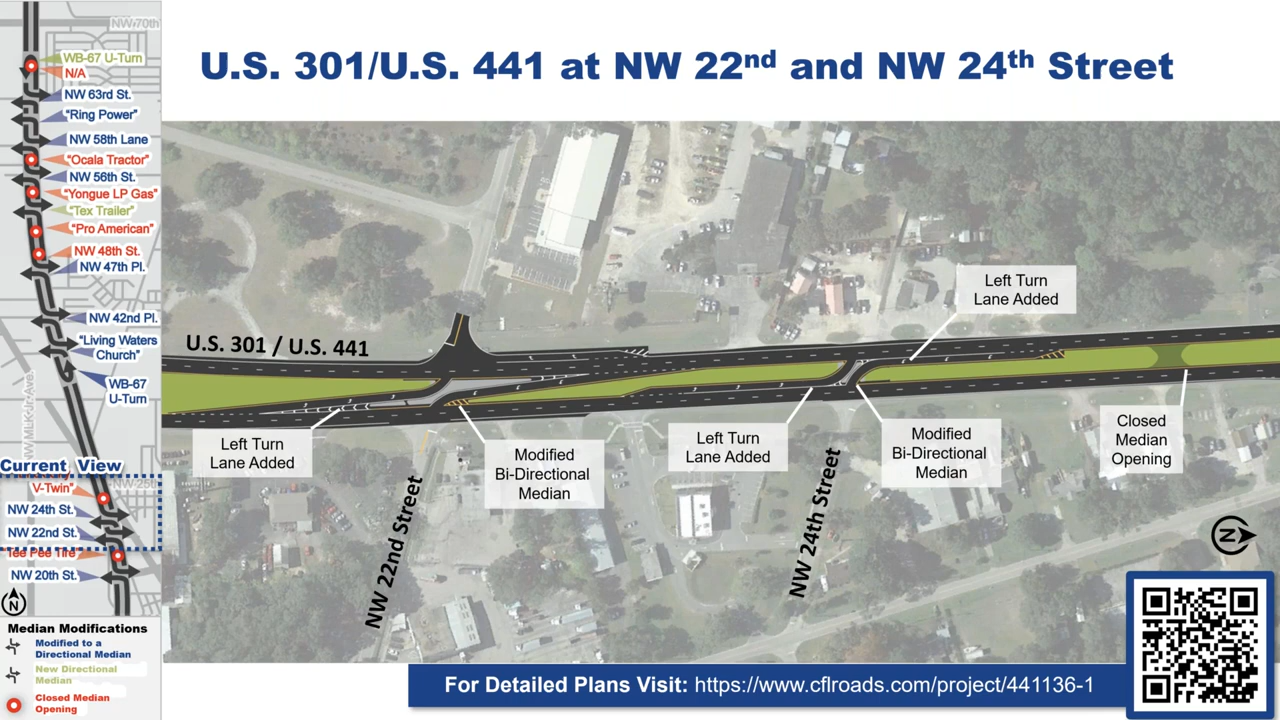 NW 70th
WB-67 U-Turn
N/A
NW 63rd St.
"Ring Power"
NW 58th Lane
"Ocala Tractor"
NW 56th St.
"Yongue LP Gas"
"Tex Trailer"
"Pro American"
NW 48th St.
NW 47th Pl.
NW 42nd Pl.
"Living Waters
Church"
WB-67
U-Turn
NW MLK Jr. Ave.
Current View
NW 25th
V-Twin"
NW 24th St.
NW 22nd St.
Tee Pee Tire
NW 20th St.
N
Median Modifications
Modified to a
Directional Median
New Directional
Median
Closed Median
Opening
U.S. 301/U.S. 441 at NW 22nd and NW 24th Street
U.S. 301 / U.S. 441
Left Turn
Lane Added
Left Turn
Lane Added
Modified
Bi-Directional
Median
Left Turn
Lane Added
Modified
Bi-Directional
Median
Closed
Median
Opening
NW 22nd Street
NW 24th Street
N
For Detailed Plans Visit: https://www.cflroads.com/project/441136-1